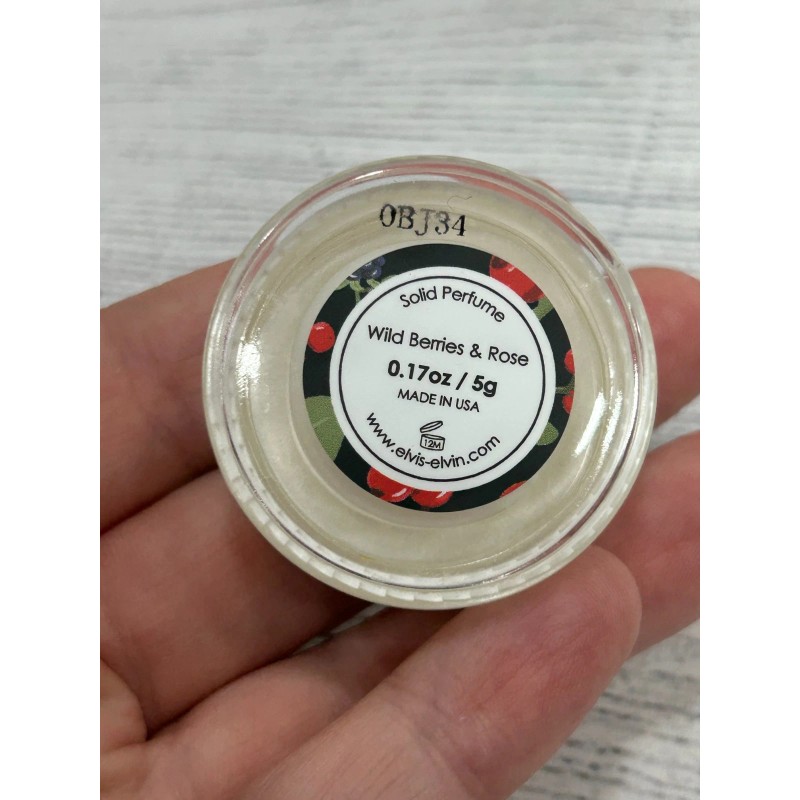 0BJ34
Solid Perfume
Wild Berries & Rose
0.17oz / 5g
MADE IN USA
12M
www.elvis-elvin.com